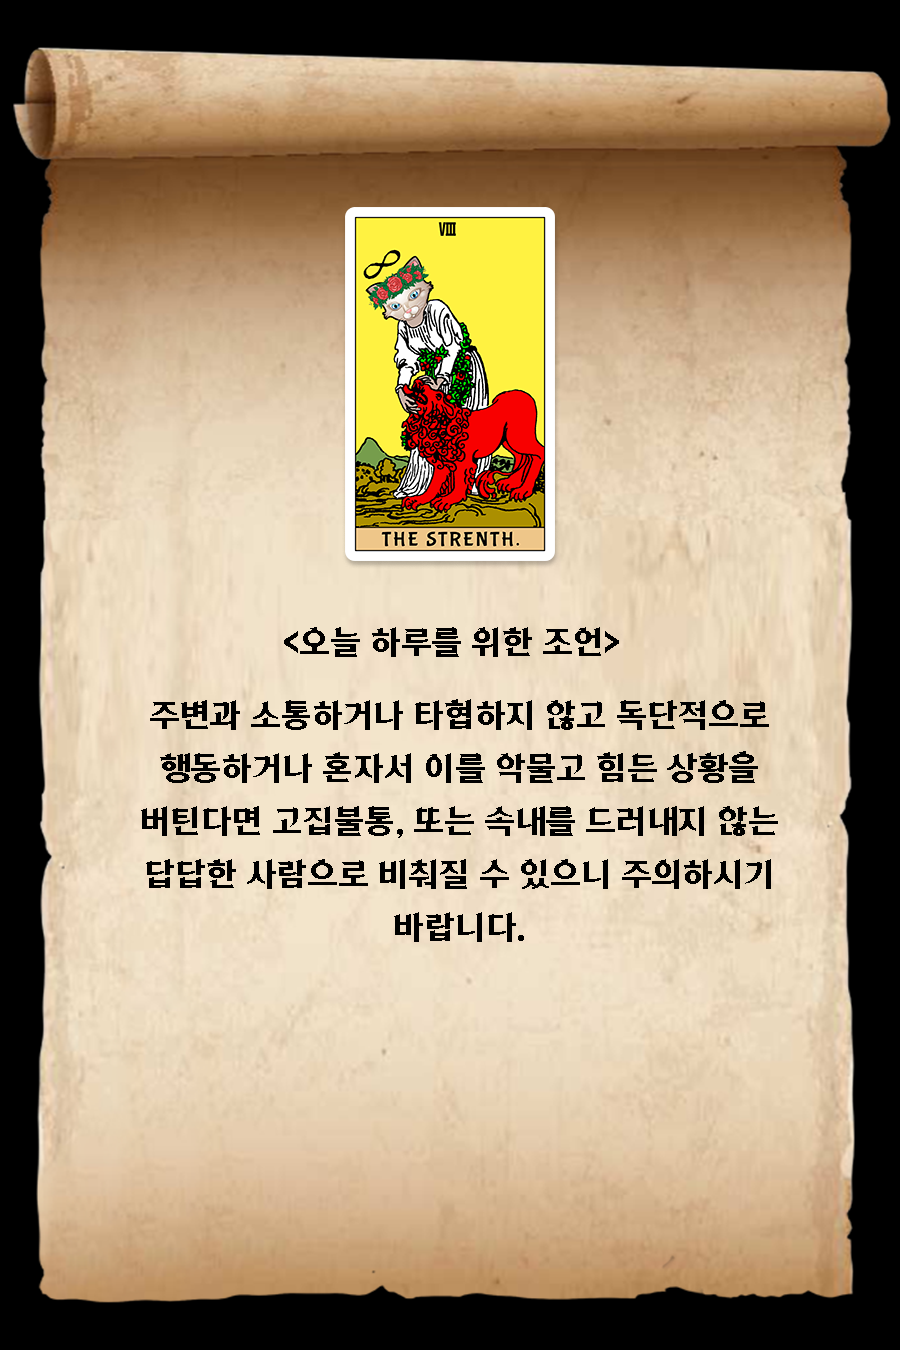 VIII
THE STRENTH.
<오늘 하루를 위한 조언>
주변과 소통하거나 타협하지 않고 독단적으로
행동하거나 혼자서 이를 악물고 힘든 상황을
버틴다면 고집불통, 또는 속내를 드러내지 않는
답답한 사람으로 비춰질 수 있으니 주의하시기
바랍니다.